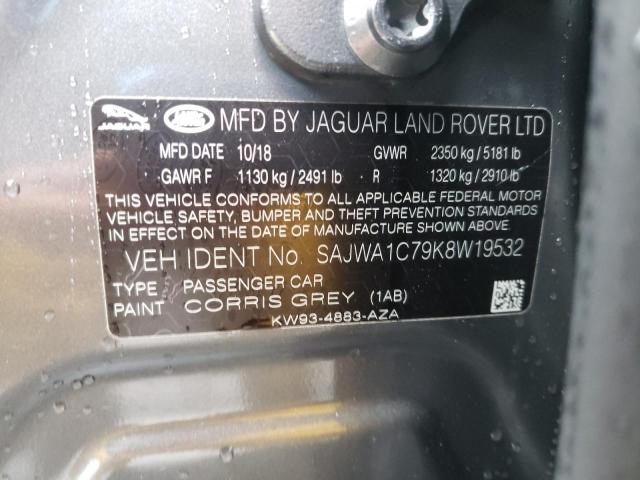 JAGUAR LAND ROVER MFD BY JAGUAR LAND ROVER LTD
MFD DATE 10/18 GVWR 2350 kg / 5181 lb
GAWR F 1130 kg / 2491 lb R 1320 kg / 2910 lb
THIS VEHICLE CONFORMS TO ALL APPLICABLE FEDERAL MOTOR
VEHICLE SAFETY, BUMPER AND THEFT PREVENTION STANDARDS
IN EFFECT ON THE DATE OF MANUFACTURE SHOWN ABOVE.
VEH IDENT No. SAJWA1C79K8W19532
TYPE PASSENGER CAR
PAINT CORRIS GREY (1AB)
KW93-4883-AZA